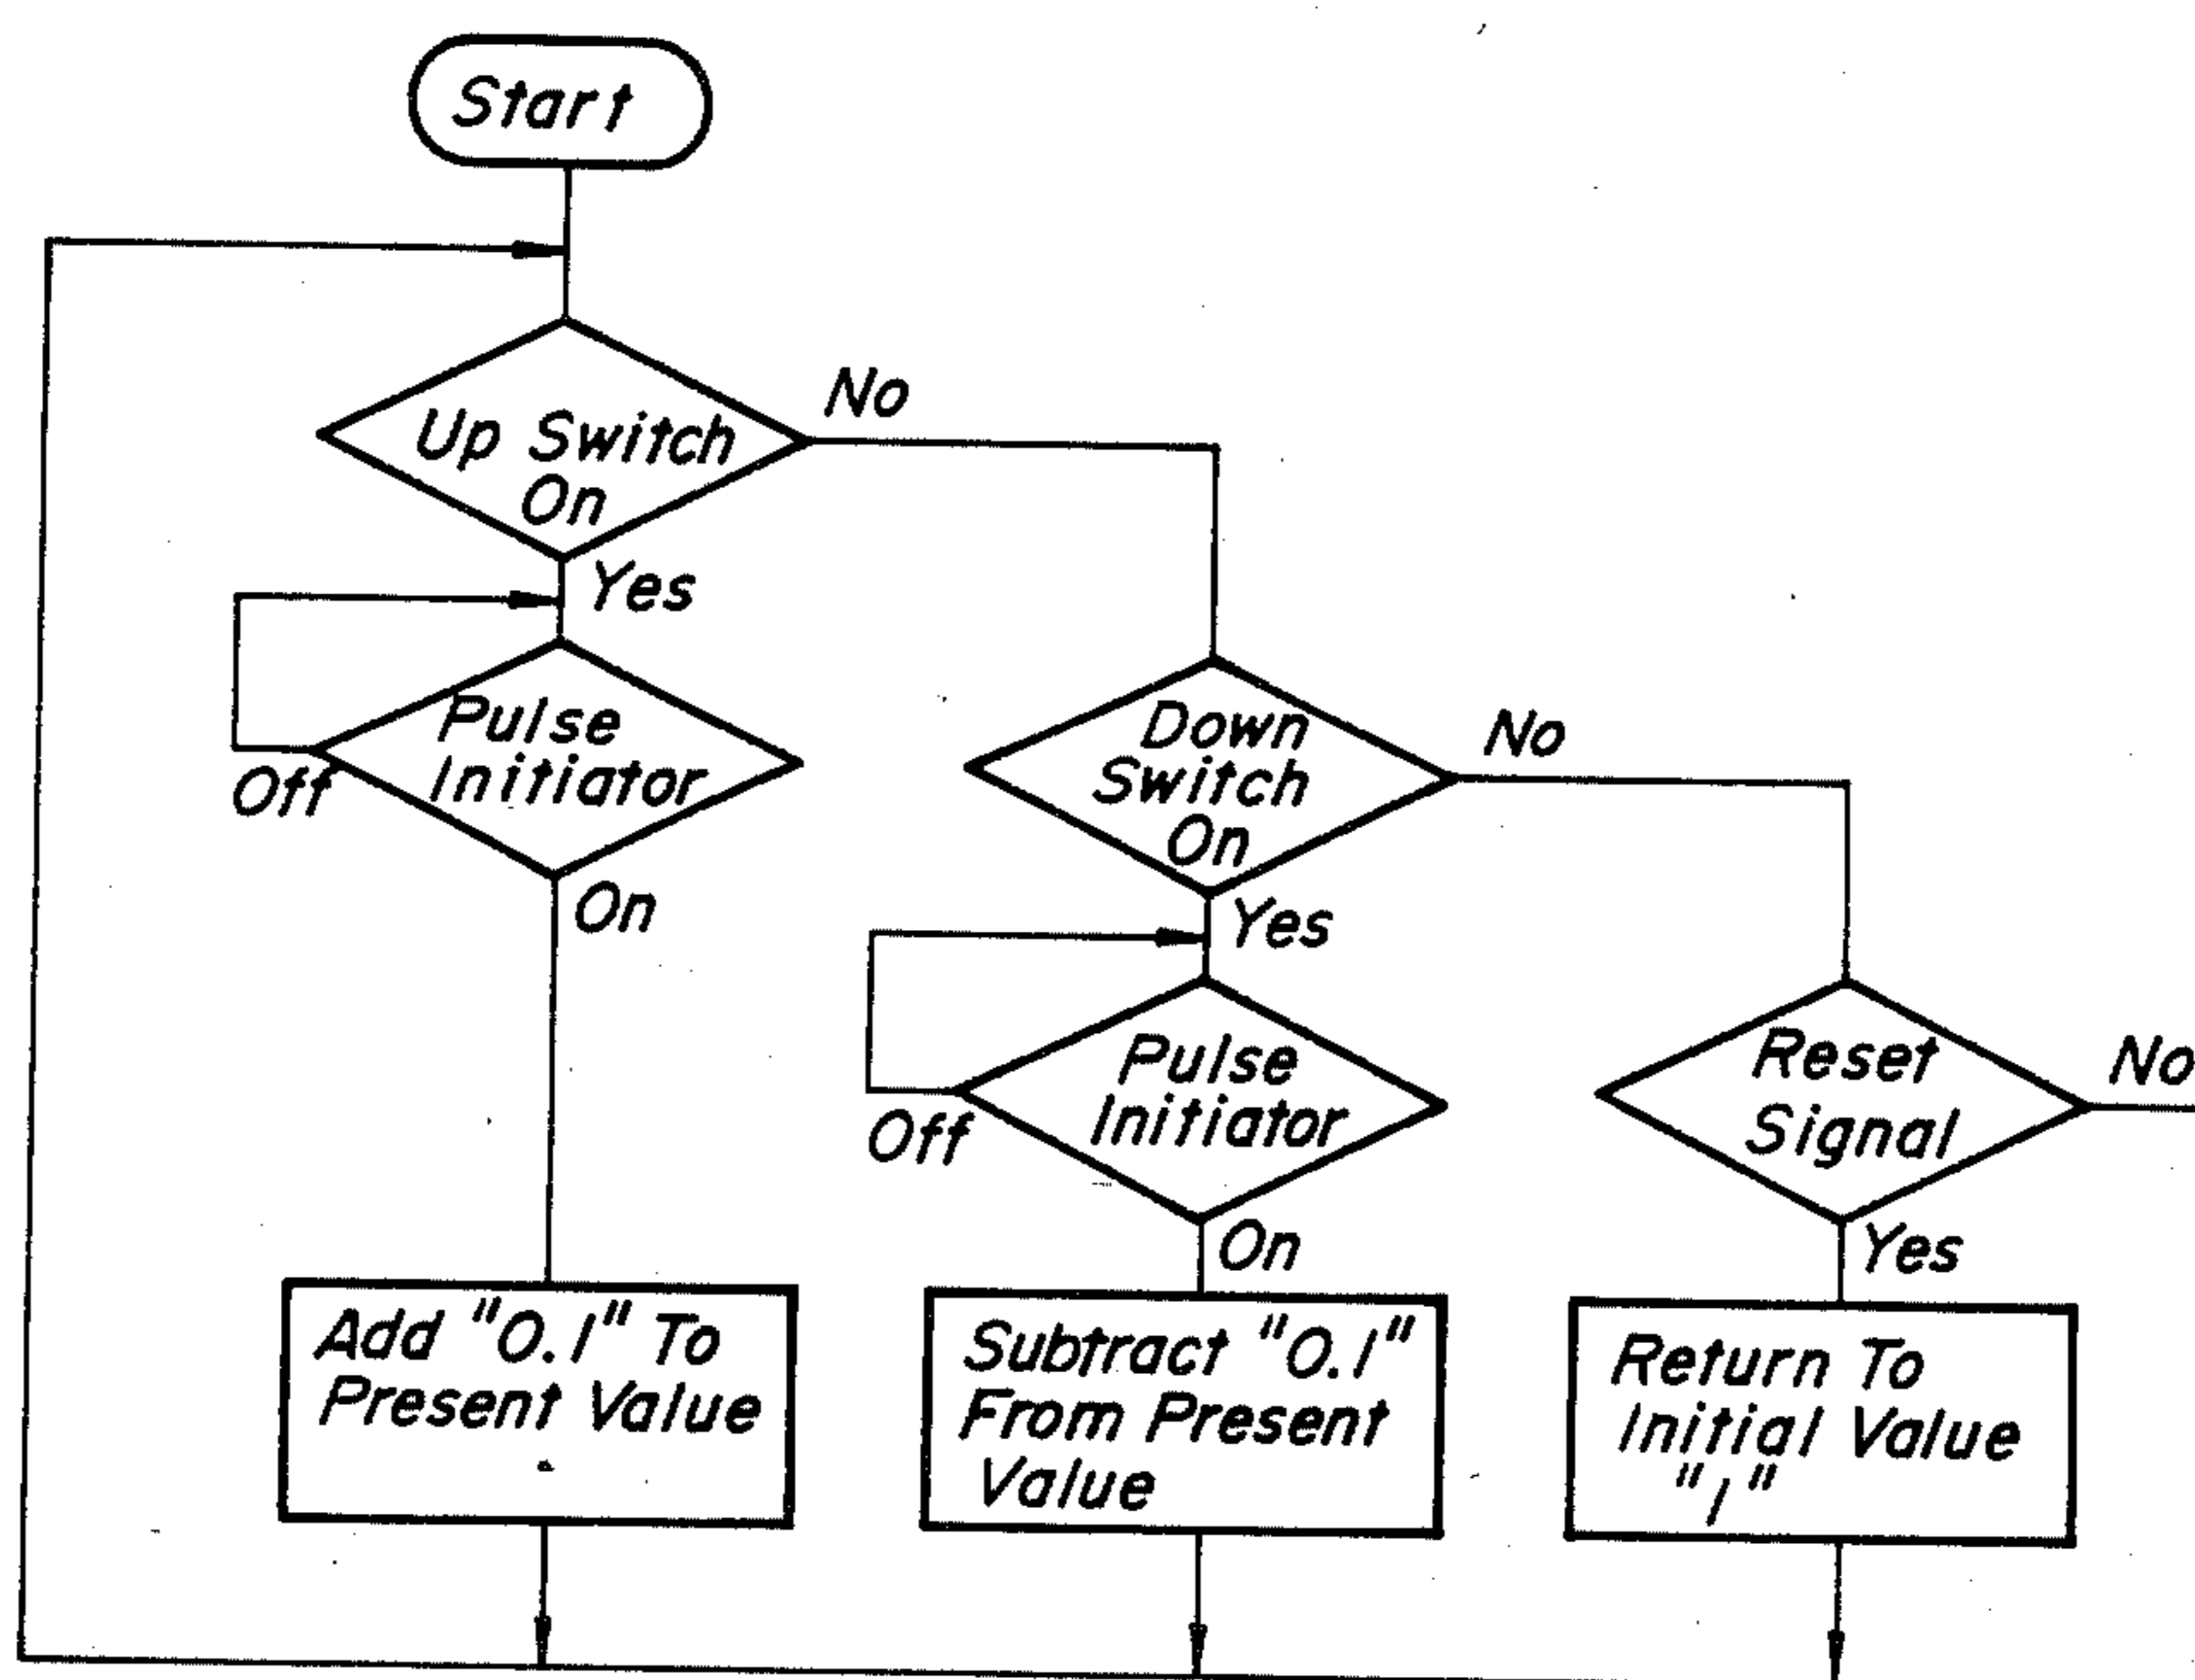 Start
Up Switch
On
No
Yes
Pulse
Initiator
Off
On
Down
Switch
On
No
Yes
Pulse
Initiator
Off
On
Reset
Signal
No
Yes
Add "0.1" To
Present Value
Subtract "0.1"
From Present
Value
Return To
Initial Value
"1"